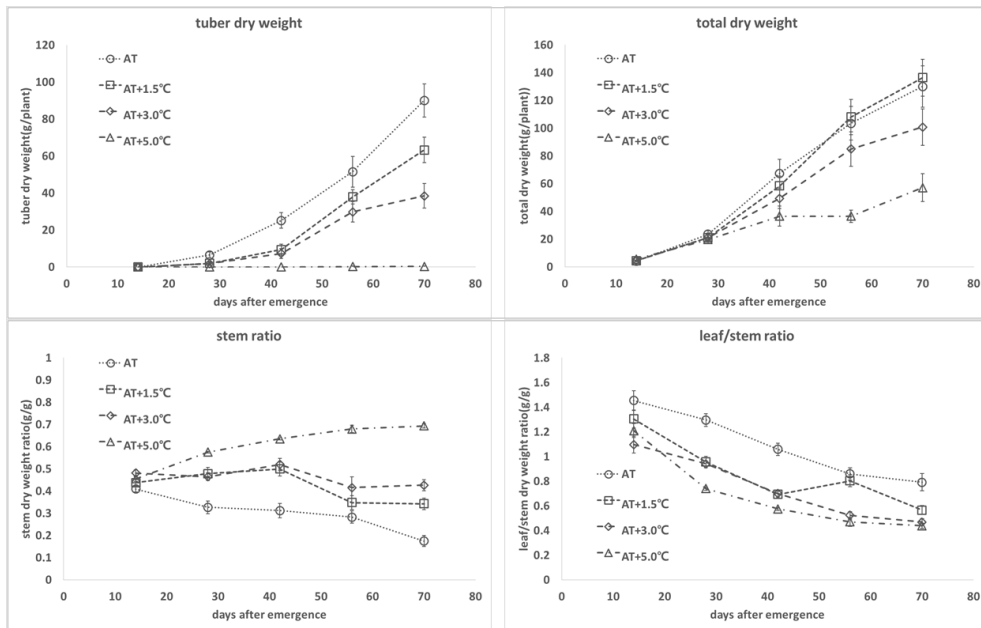 tuber dry weight
120
100
80
60
40
20
0
tuber dry weight(g/plant)
AT
AT+1.5℃
AT+3.0℃
AT+5.0℃
0 10 20 30 40 50 60 70 80
days after emergence
total dry weight
160
140
120
100
80
60
40
20
0
total dry weight(g/plant))
AT
AT+1.5℃
AT+3.0℃
AT+5.0℃
0 10 20 30 40 50 60 70 80
days after emergence
stem ratio
1
0.9
0.8
0.7
0.6
0.5
0.4
0.3
0.2
0.1
0
stem dry weight ratio(g/g)
AT
AT+1.5℃
AT+3.0℃
AT+5.0℃
0 10 20 30 40 50 60 70 80
days after emergence
leaf/stem ratio
1.8
1.6
1.4
1.2
1
0.8
0.6
0.4
0.2
0
leaf/stem dry weight ratio(g/g)
AT
AT+1.5℃
AT+3.0℃
AT+5.0℃
0 10 20 30 40 50 60 70 80
days after emergence